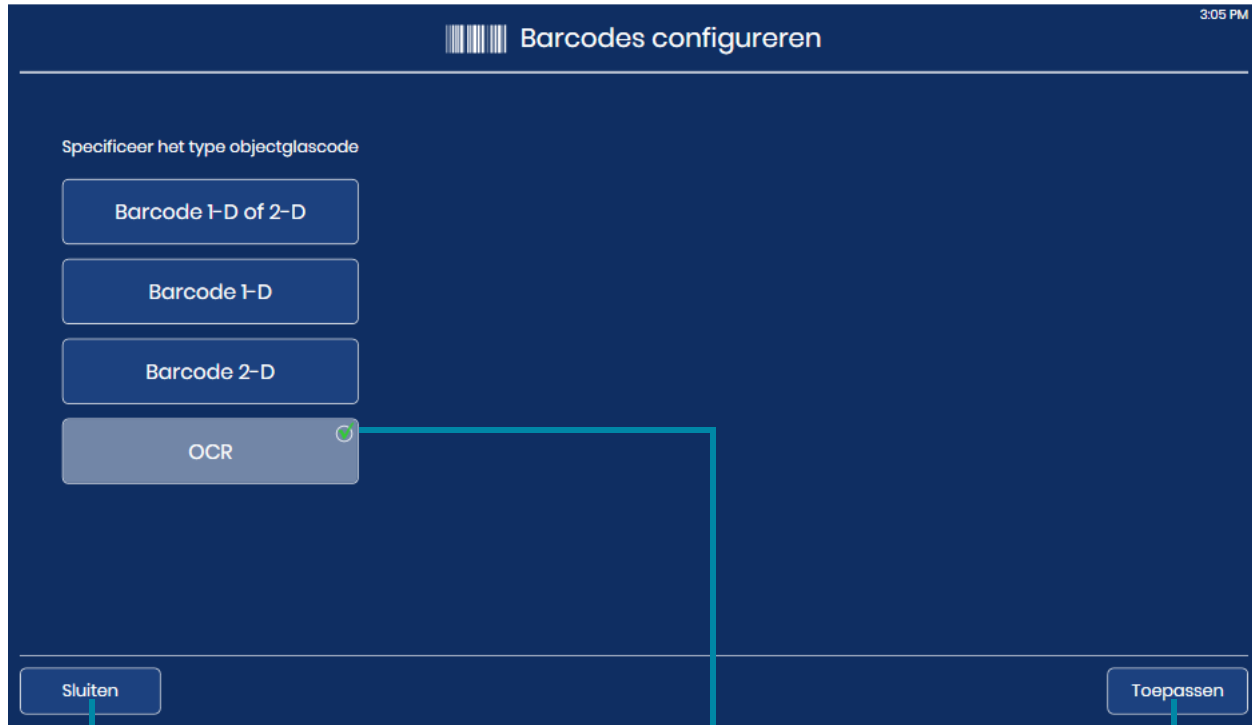 3:05 PM
Barcodes configureren
Specificeer het type objectglascode
Barcode 1-D of 2-D
Barcode 1-D
Barcode 2-D
OCR
Sluiten
Toepassen